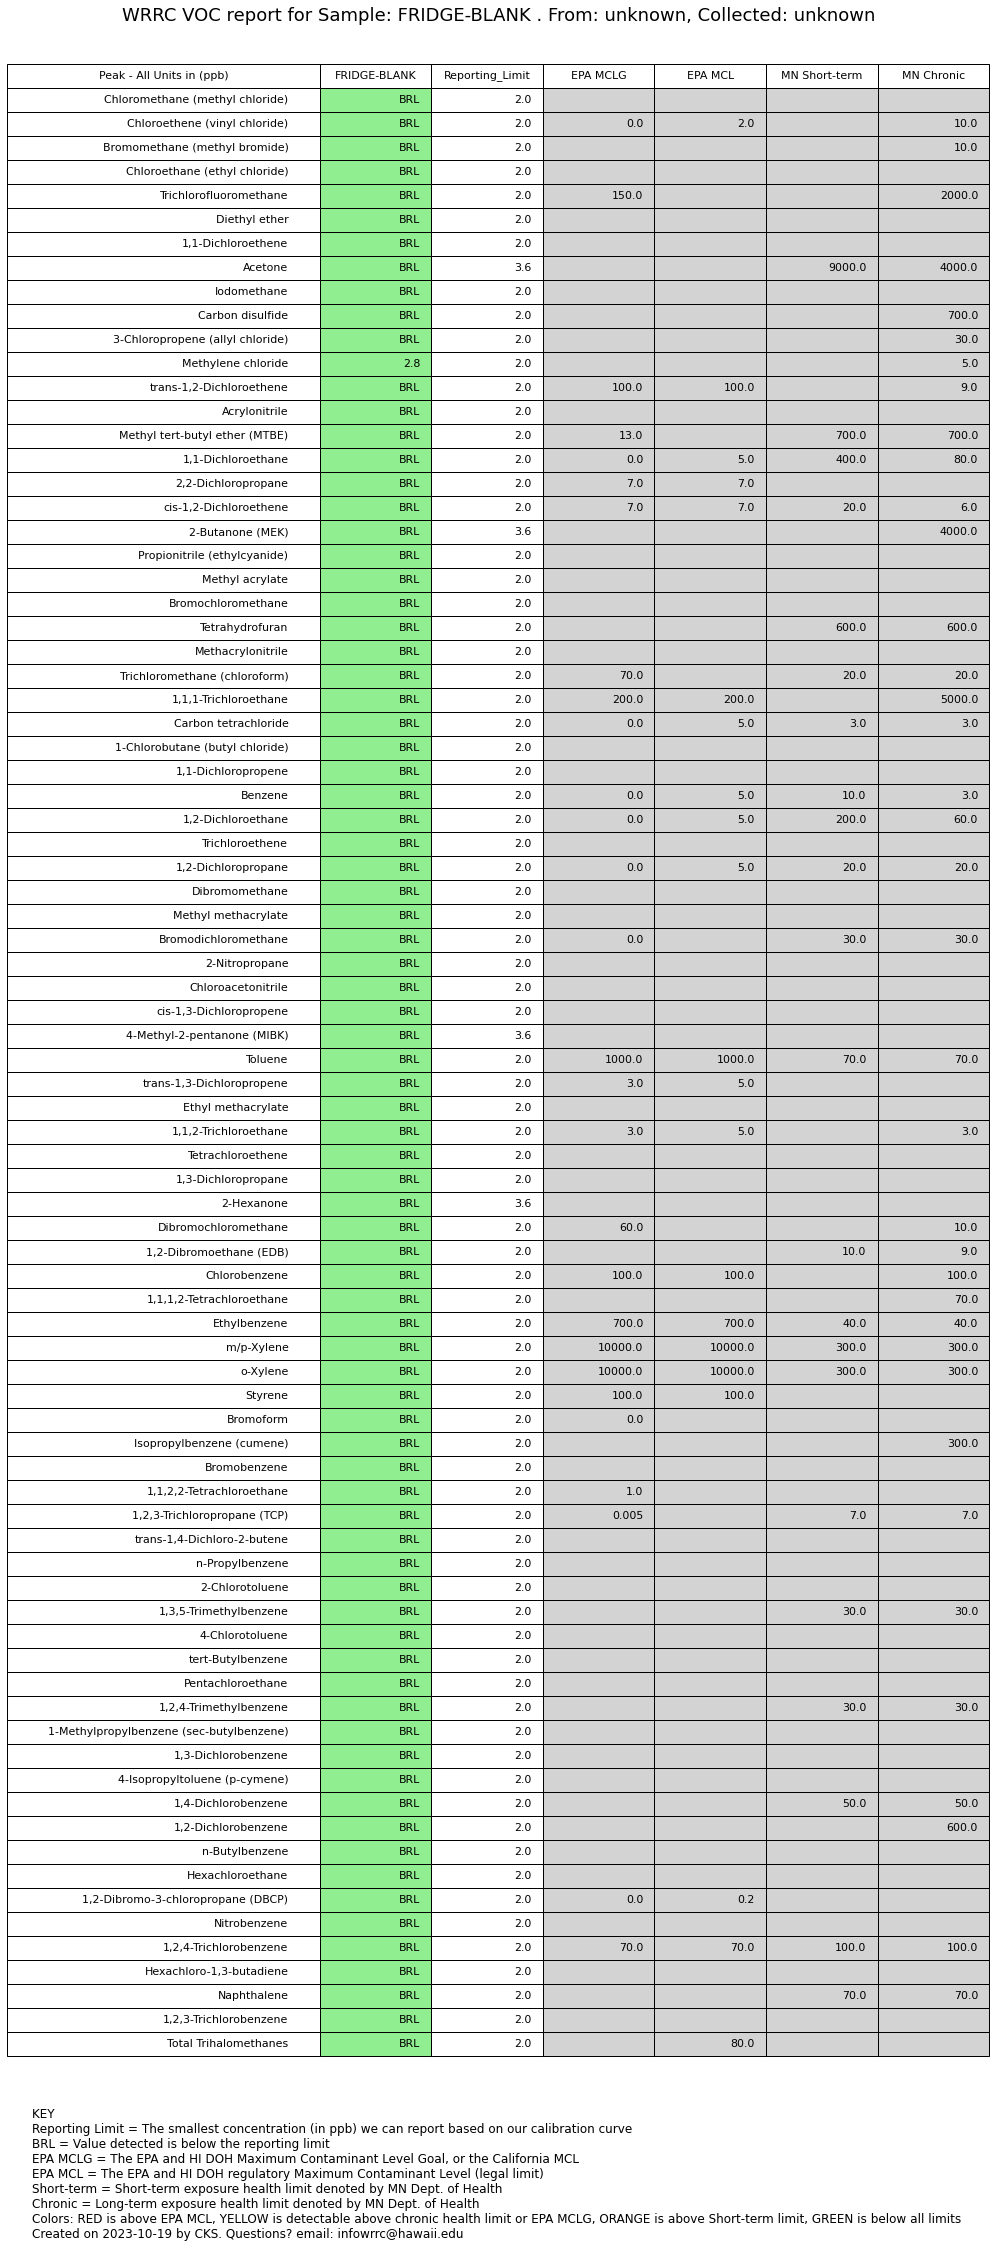 WRRC VOC report for Sample: FRIDGE-BLANK . From: unknown, Collected: unknown
Peak - All Units in (ppb) FRIDGE-BLANK Reporting_Limit EPA MCLG EPA MCL MN Short-term MN Chronic
Chloromethane (methyl chloride) BRL 2.0
Chloroethene (vinyl chloride) BRL 2.0 0.0 2.0 10.0
Bromomethane (methyl bromide) BRL 2.0 10.0
Chloroethane (ethyl chloride) BRL 2.0
Trichlorofluoromethane BRL 2.0 150.0 2000.0
Diethyl ether BRL 2.0
1,1-Dichloroethene BRL 2.0
Acetone BRL 3.6 9000.0 4000.0
Iodomethane BRL 2.0
Carbon disulfide BRL 2.0 700.0
3-Chloropropene (allyl chloride) BRL 2.0 30.0
Methylene chloride 2.8 2.0 5.0
trans-1,2-Dichloroethene BRL 2.0 100.0 100.0 9.0
Acrylonitrile BRL 2.0
Methyl tert-butyl ether (MTBE) BRL 2.0 13.0 700.0 700.0
1,1-Dichloroethane BRL 2.0 0.0 5.0 400.0 80.0
2,2-Dichloropropane BRL 2.0 7.0 7.0
cis-1,2-Dichloroethene BRL 2.0 7.0 7.0 20.0 6.0
2-Butanone (MEK) BRL 3.6 4000.0
Propionitrile (ethylcyanide) BRL 2.0
Methyl acrylate BRL 2.0
Bromochloromethane BRL 2.0
Tetrahydrofuran BRL 2.0 600.0 600.0
Methacrylonitrile BRL 2.0
Trichloromethane (chloroform) BRL 2.0 70.0 20.0 20.0
1,1,1-Trichloroethane BRL 2.0 200.0 200.0 5000.0
Carbon tetrachloride BRL 2.0 0.0 5.0 3.0 3.0
1-Chlorobutane (butyl chloride) BRL 2.0
1,1-Dichloropropene BRL 2.0
Benzene BRL 2.0 0.0 5.0 10.0 3.0
1,2-Dichloroethane BRL 2.0 0.0 5.0 200.0 60.0
Trichloroethene BRL 2.0
1,2-Dichloropropane BRL 2.0 0.0 5.0 20.0 20.0
Dibromomethane BRL 2.0
Methyl methacrylate BRL 2.0
Bromodichloromethane BRL 2.0 0.0 30.0 30.0
2-Nitropropane BRL 2.0
Chloroacetonitrile BRL 2.0
cis-1,3-Dichloropropene BRL 2.0
4-Methyl-2-pentanone (MIBK) BRL 3.6
Toluene BRL 2.0 1000.0 1000.0 70.0 70.0
trans-1,3-Dichloropropene BRL 2.0 3.0 5.0
Ethyl methacrylate BRL 2.0
1,1,2-Trichloroethane BRL 2.0 3.0 5.0 3.0
Tetrachloroethene BRL 2.0
1,3-Dichloropropane BRL 2.0
2-Hexanone BRL 3.6
Dibromochloromethane BRL 2.0 60.0 10.0
1,2-Dibromoethane (EDB) BRL 2.0 10.0 9.0
Chlorobenzene BRL 2.0 100.0 100.0 100.0
1,1,1,2-Tetrachloroethane BRL 2.0 70.0
Ethylbenzene BRL 2.0 700.0 700.0 40.0 40.0
m/p-Xylene BRL 2.0 10000.0 10000.0 300.0 300.0
o-Xylene BRL 2.0 10000.0 10000.0 300.0 300.0
Styrene BRL 2.0 100.0 100.0
Bromoform BRL 2.0 0.0
Isopropylbenzene (cumene) BRL 2.0 300.0
Bromobenzene BRL 2.0
1,1,2,2-Tetrachloroethane BRL 2.0 1.0
1,2,3-Trichloropropane (TCP) BRL 2.0 0.005 7.0 7.0
trans-1,4-Dichloro-2-butene BRL 2.0
n-Propylbenzene BRL 2.0
2-Chlorotoluene BRL 2.0
1,3,5-Trimethylbenzene BRL 2.0 30.0 30.0
4-Chlorotoluene BRL 2.0
tert-Butylbenzene BRL 2.0
Pentachloroethane BRL 2.0
1,2,4-Trimethylbenzene BRL 2.0 30.0 30.0
1-Methylpropylbenzene (sec-butylbenzene) BRL 2.0
1,3-Dichlorobenzene BRL 2.0
4-Isopropyltoluene (p-cymene) BRL 2.0
1,4-Dichlorobenzene BRL 2.0 50.0 50.0
1,2-Dichlorobenzene BRL 2.0 600.0
n-Butylbenzene BRL 2.0
Hexachloroethane BRL 2.0
1,2-Dibromo-3-chloropropane (DBCP) BRL 2.0 0.0 0.2
Nitrobenzene BRL 2.0
1,2,4-Trichlorobenzene BRL 2.0 70.0 70.0 100.0 100.0
Hexachloro-1,3-butadiene BRL 2.0
Naphthalene BRL 2.0 70.0 70.0
1,2,3-Trichlorobenzene BRL 2.0
Total Trihalomethanes BRL 2.0 80.0
KEY
Reporting Limit = The smallest concentration (in ppb) we can report based on our calibration curve
BRL = Value detected is below the reporting limit
EPA MCLG = The EPA and HI DOH Maximum Contaminant Level Goal, or the California MCL
EPA MCL = The EPA and HI DOH regulatory Maximum Contaminant Level (legal limit)
Short-term = Short-term exposure health limit denoted by MN Dept. of Health
Chronic = Long-term exposure health limit denoted by MN Dept. of Health
Colors: RED is above EPA MCL, YELLOW is detectable above chronic health limit or EPA MCLG, ORANGE is above Short-term limit, GREEN is below all limits
Created on 2023-10-19 by CKS. Questions? email: infowrrc@hawaii.edu